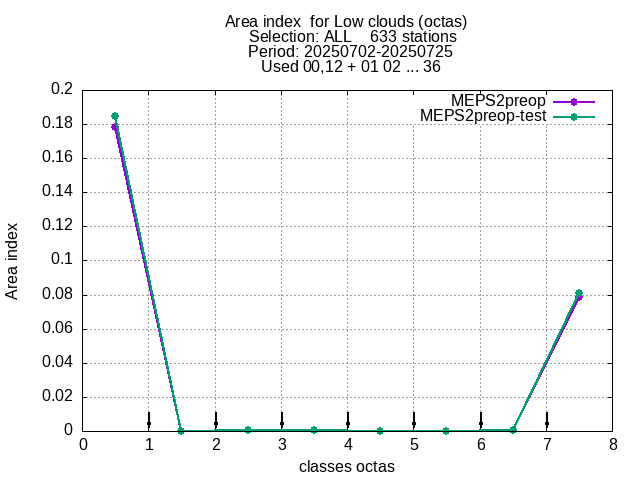 Area index  for Low clouds (octas)
Selection: ALL    633 stations
Period: 20250702-20250725
Used 00,12 + 01 02 ... 36
MEPS2preop
MEPS2preop-test
0.2
0.18
0.16
0.14
0.12
0.1
0.08
0.06
0.04
0.02
0
Area index
0 1 2 3 4 5 6 7 8
classes octas